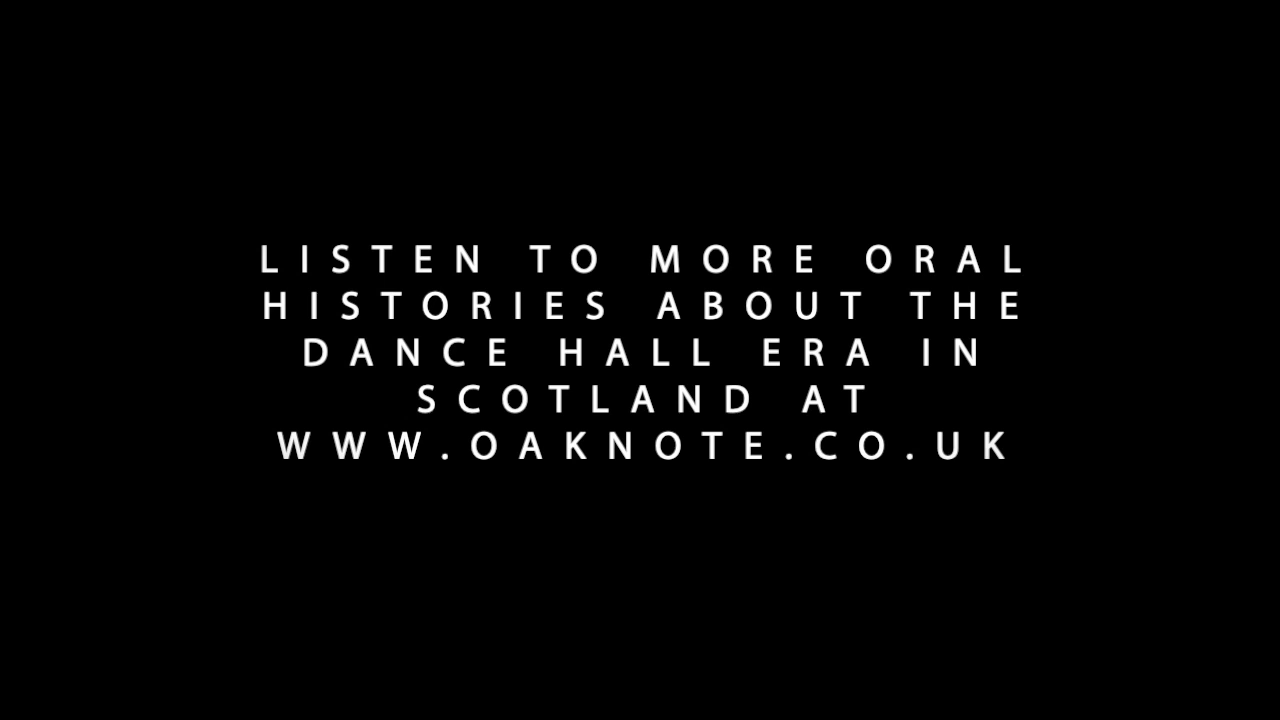 LISTEN TO MORE ORAL
HISTORIES ABOUT THE
DANCE HALL ERA IN
SCOTLAND AT
WWW.OAKNOTE.CO.UK